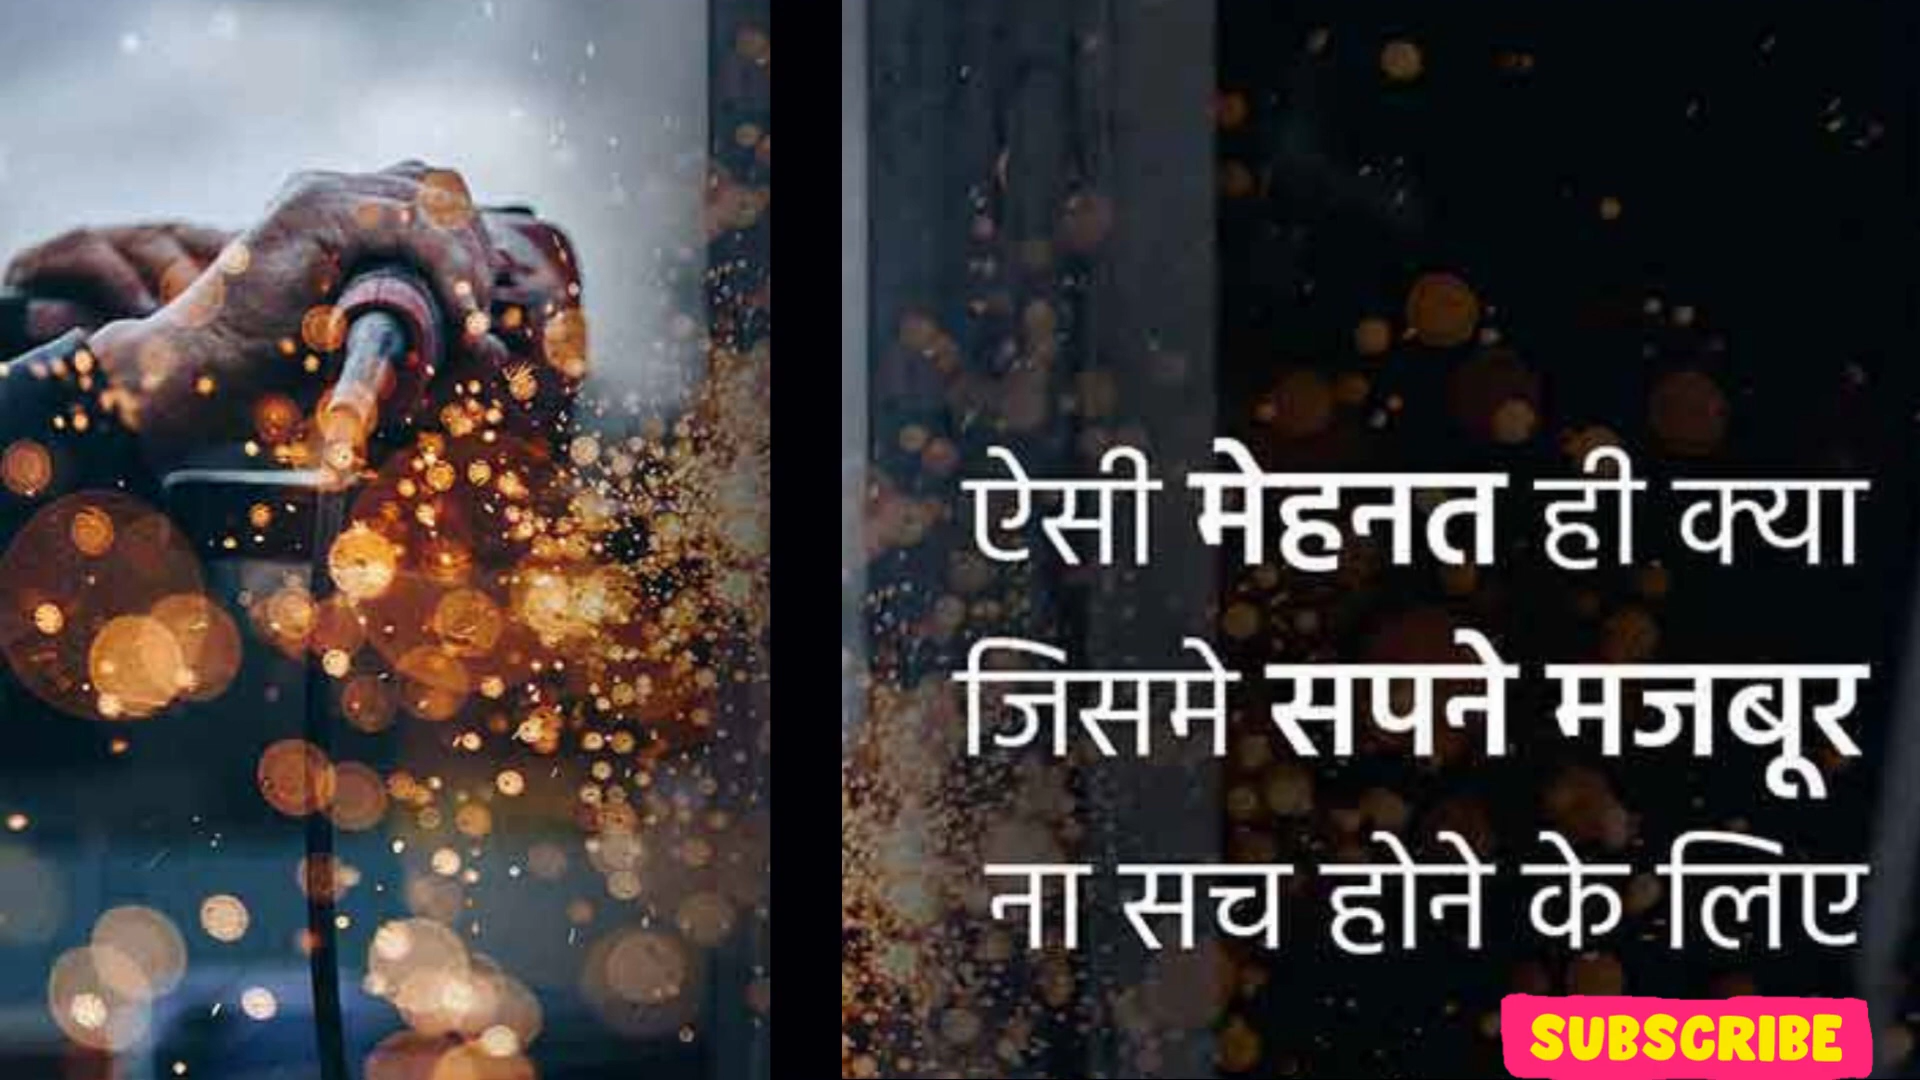 ऐसी मेहनत ही क्या
जिसमे सपने मजबूर
ना सच होने के लिए
SUBSCRIBE